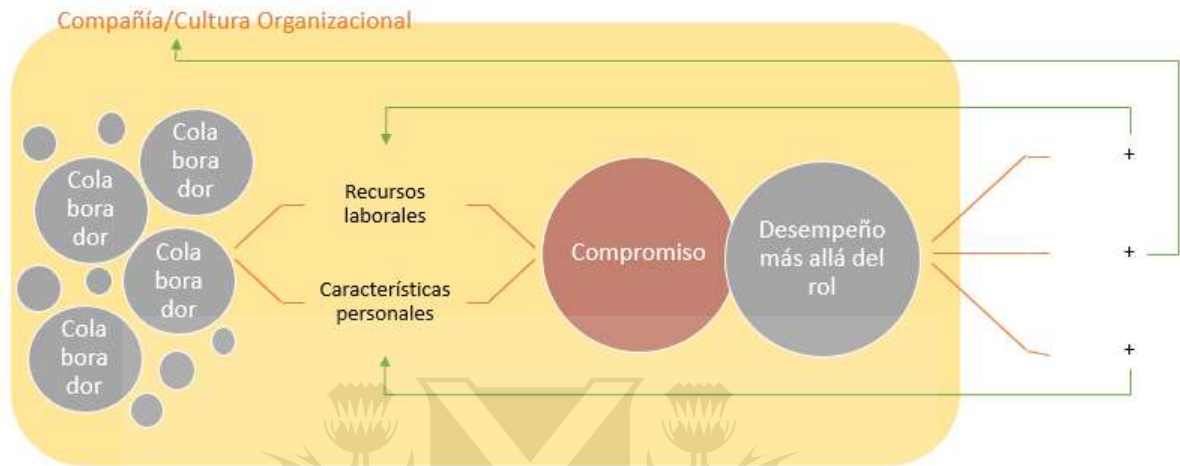 Compañía/Cultura Organizacional
Cola
bora
dor
Cola
bora
dor
Cola
bora
dor
Cola
bora
dor
Recursos
laborales
Características
personales
Compromiso
Desempeño
más allá del
rol
+
+
+